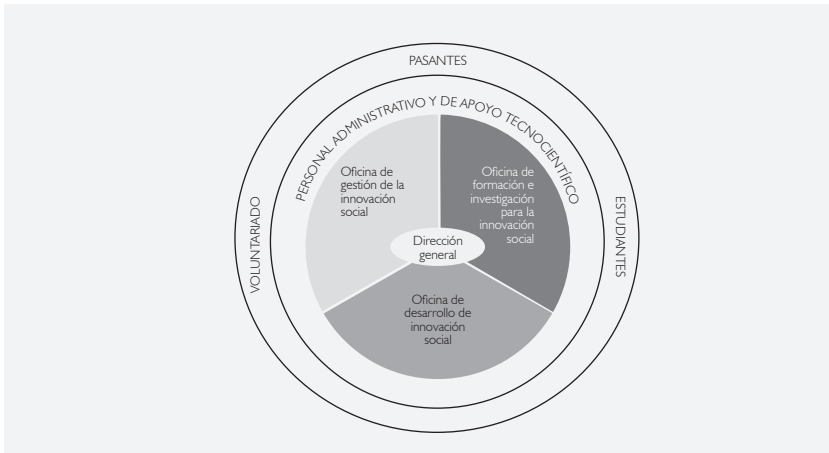 PASANTES
PERSONAL ADMINISTRATIVO Y DE APOYO TECNOCIENTÍFICO
VOLUNTARIADO
ESTUDIANTES
Oficina de
gestión de la
innovación
social
Oficina de
formación e
investigación
para la
innovación
social
Dirección
general
Oficina de
desarrollo de
innovación
social